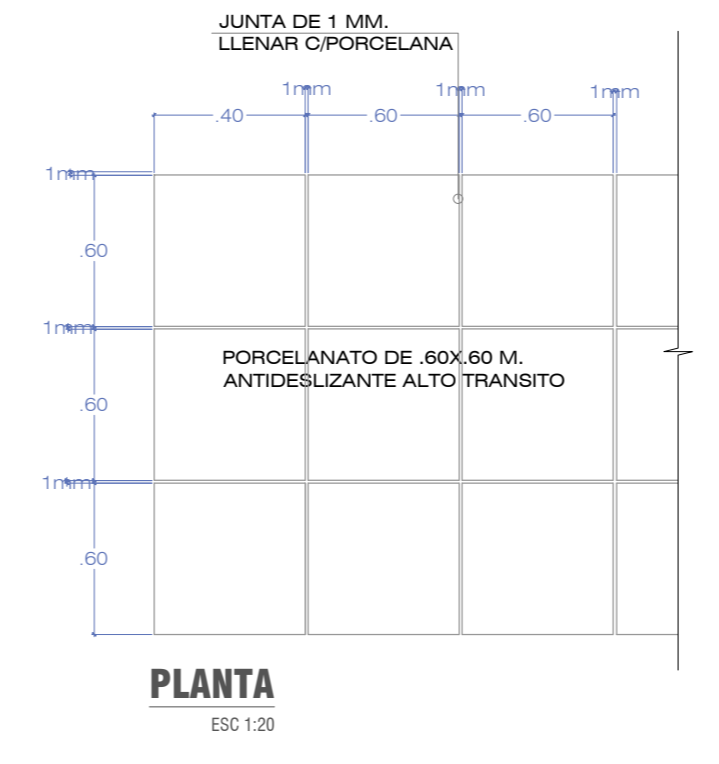 JUNTA DE 1 MM.
LLENAR C/PORCELANA
1mm 1mm 1mm
.40 .60 .60
1mm
.60
1mm
PORCELANATO DE .60X.60 M.
ANTIDESLIZANTE ALTO TRANSITO
.60
1mm
.60
PLANTA
ESC 1:20